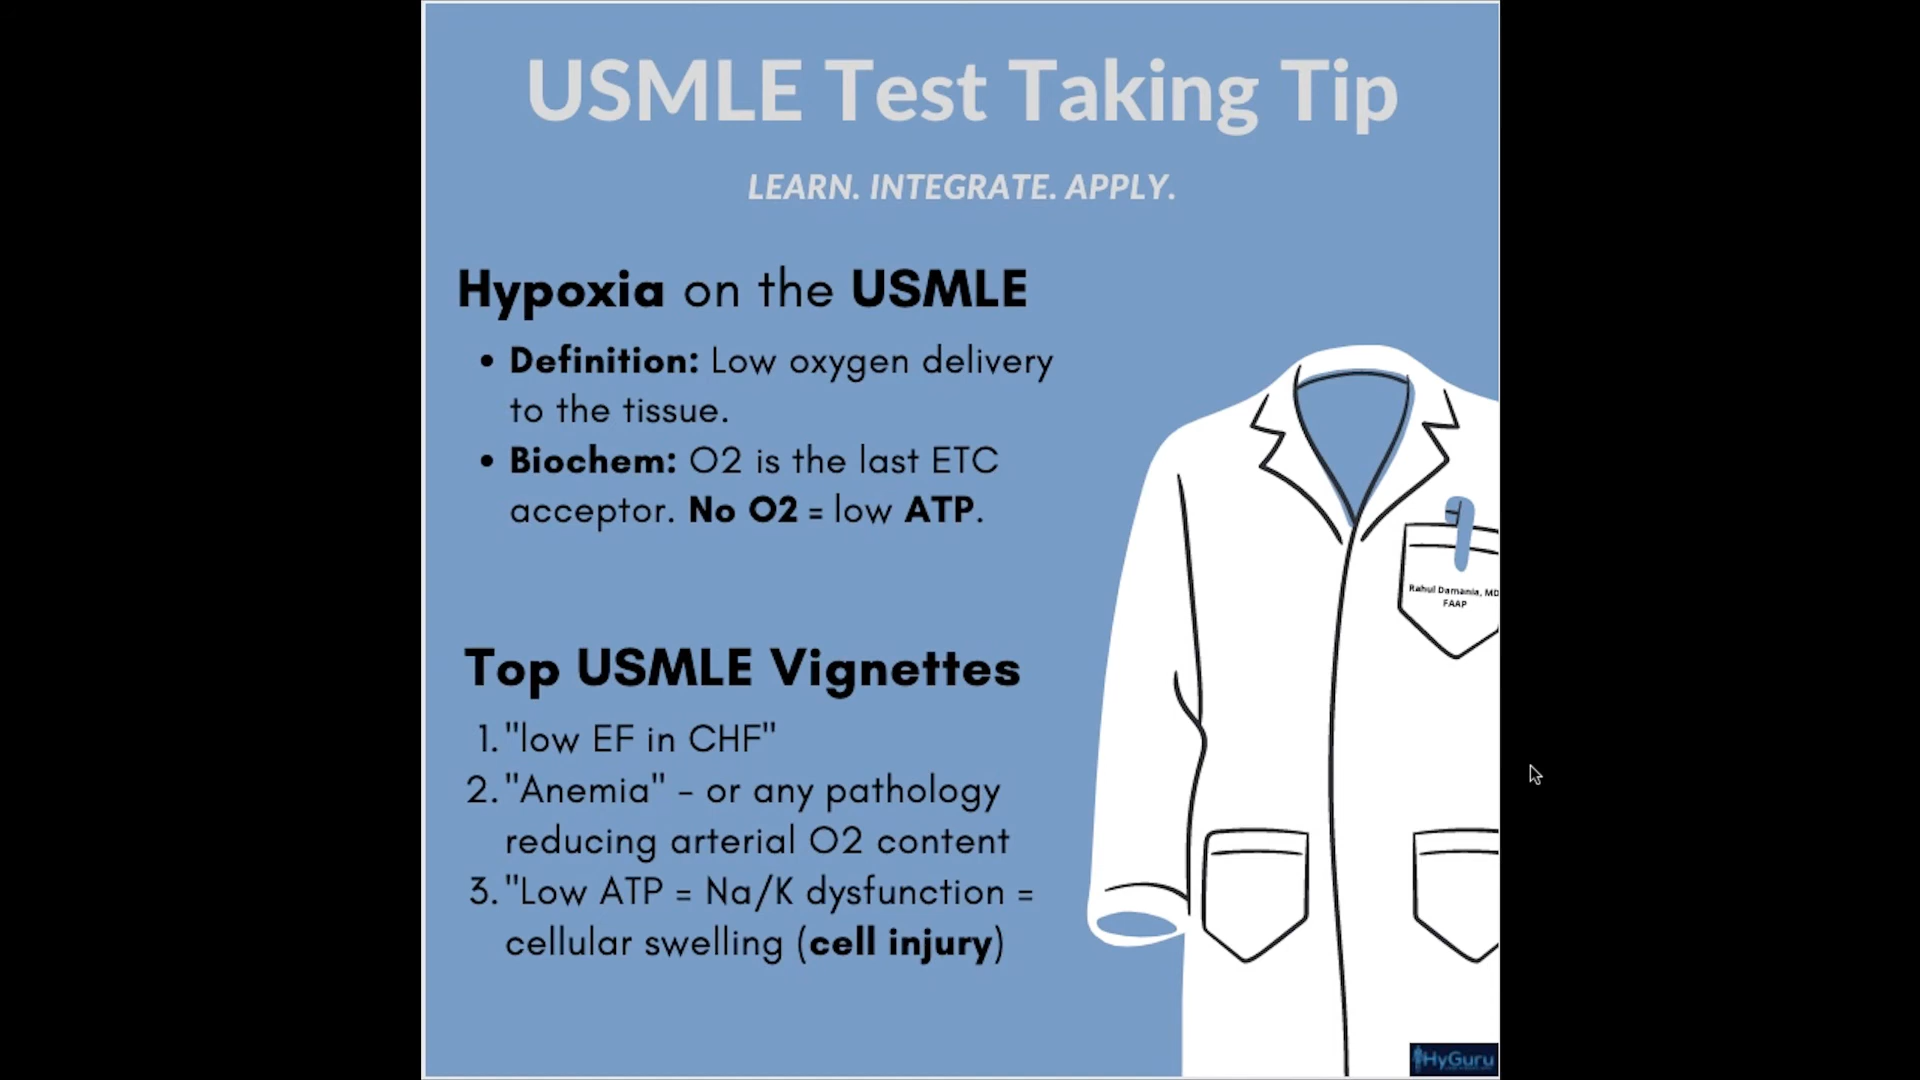 USMLE Test Taking Tip
LEARN. INTEGRATE. APPLY.
Hypoxia on the USMLE
• Definition: Low oxygen delivery
to the tissue.
• Biochem: O2 is the last ETC
acceptor. No O2 = low ATP.
Rahul Damania, MD
FAAP
Top USMLE Vignettes
1. "low EF in CHF"
2. "Anemia" - or any pathology
reducing arterial O2 content
3. "Low ATP = Na/K dysfunction =
cellular swelling (cell injury)
HyGuru